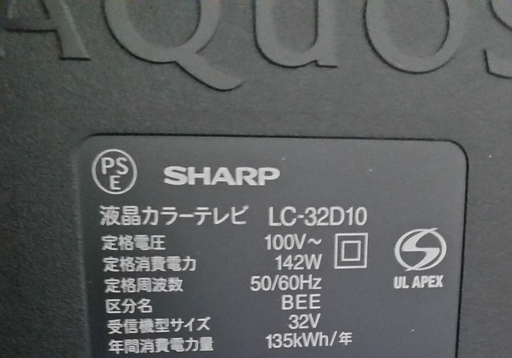 AQUOS
PS
E
SHARP
液晶カラーテレビ LC-32D10
定格電圧 100V～
定格消費電力 142W
定格周波数 50/60Hz
区分名 BEE
受信機型サイズ 32V
年間消費電力量 135kWh/年
S
UL APEX